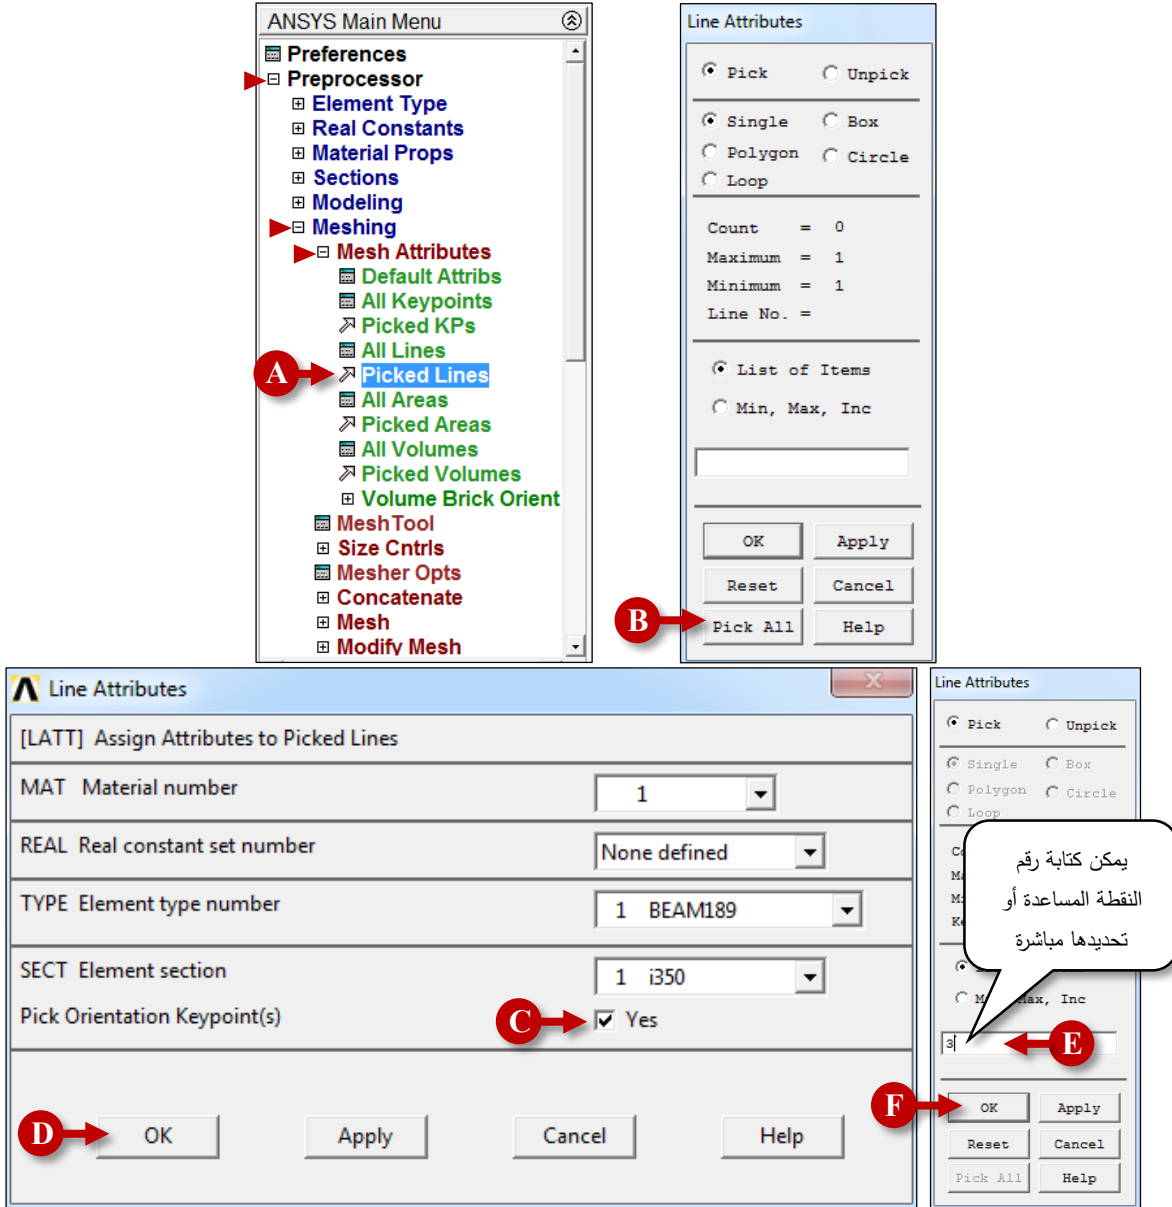 ANSYS Main Menu
Preferences
Preprocessor
Element Type
Real Constants
Material Props
Sections
Modeling
Meshing
Mesh Attributes
Default Attribs
All Keypoints
Picked KPs
All Lines
A
Picked Lines
All Areas
Picked Areas
All Volumes
Picked Volumes
Volume Brick Orient
MeshTool
Size Cntrls
Mesher Opts
Concatenate
Mesh
Modify Mesh
Line Attributes
Pick Unpick
Single Box
Polygon Circle
Loop
Count = 0
Maximum = 1
Minimum = 1
Line No. =
List of Items
Min, Max, Inc
OK Apply
Reset Cancel
B Pick All Help
Line Attributes
[LATT] Assign Attributes to Picked Lines
MAT Material number 1
REAL Real constant set number None defined
TYPE Element type number 1 BEAM189
SECT Element section 1 i350
Pick Orientation Keypoint(s) C Yes
D OK Apply Cancel Help
Line Attributes
Pick Unpick
Single Box
Polygon Circle
Loop
يمكن كتابة رقم
النقطة المساعدة أو
تحديدها مباشرة
Inc
3 E
F OK Apply
Reset Cancel
Pick All Help